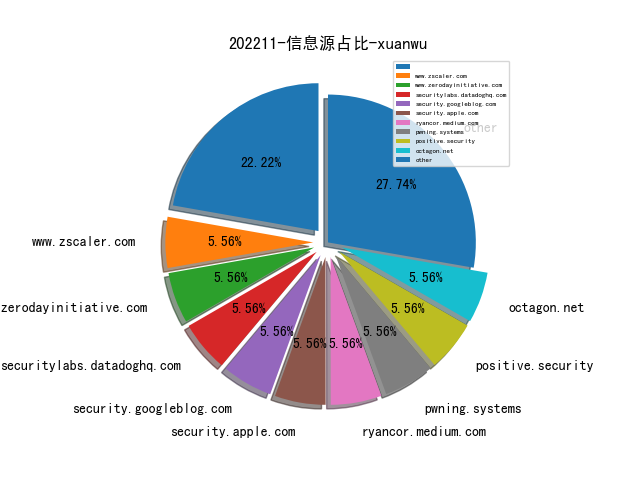 202211-信息源占比-xuanwu
www.zscaler.com
www.zerodayinitiative.com
securitylabs.datadoghq.com
security.googleblog.com
security.apple.com
ryancor.medium.com
pwning.systems
positive.security
octagon.net
other
other
22.22%
27.74%
www.zscaler.com
5.56%
zerodayinitiative.com
5.56%
5.56%
octagon.net
securitylabs.datadoghq.com
5.56%
5.56%
positive.security
security.googleblog.com
5.56%
5.56%
pwning.systems
security.apple.com
5.56%
5.56%
ryancor.medium.com